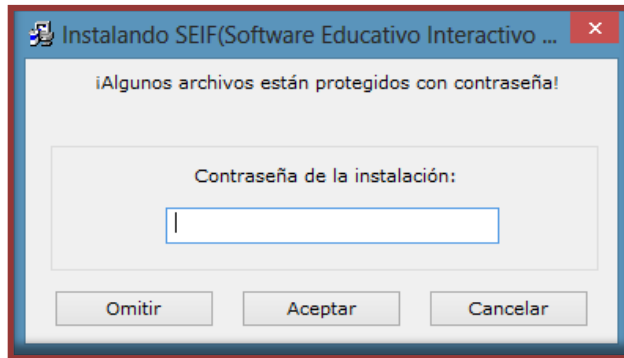 Instalando SEIF(Software Educativo Interactivo ...
¡Algunos archivos están protegidos con contraseña!
Contraseña de la instalación:
Omitir Aceptar Cancelar